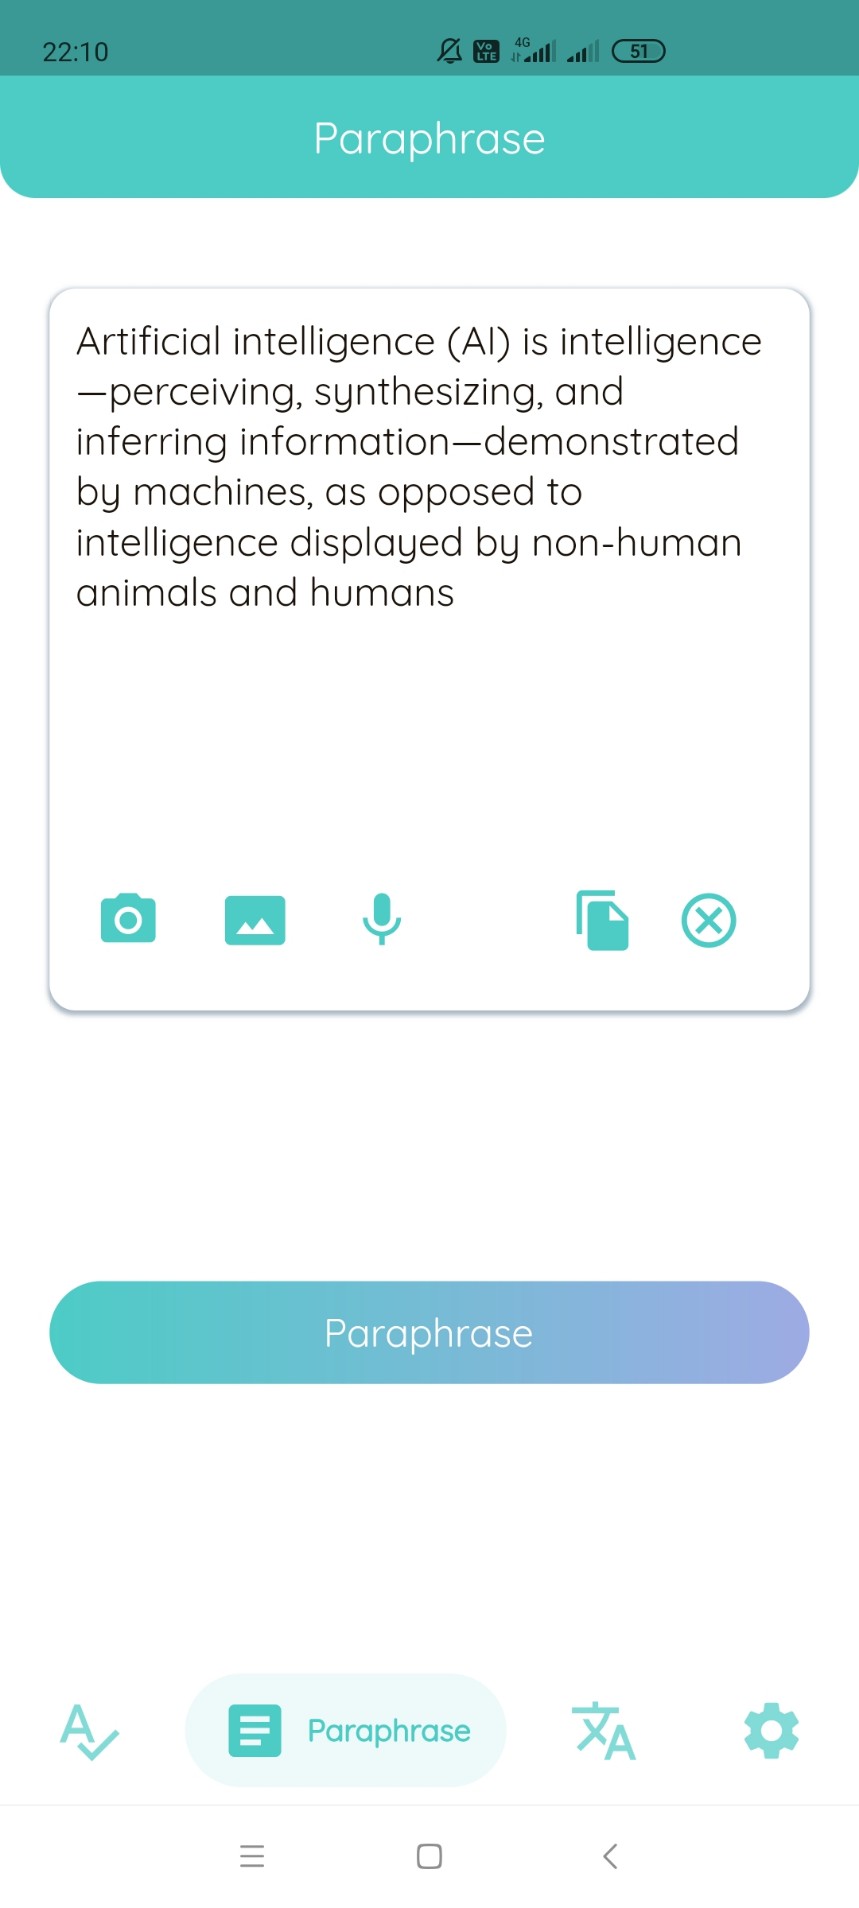 22:10
Vo
LTE
4G
51
Paraphrase
Artificial intelligence (AI) is intelligence
—perceiving, synthesizing, and
inferring information—demonstrated
by machines, as opposed to
intelligence displayed by non-human
animals and humans
Paraphrase
Paraphrase